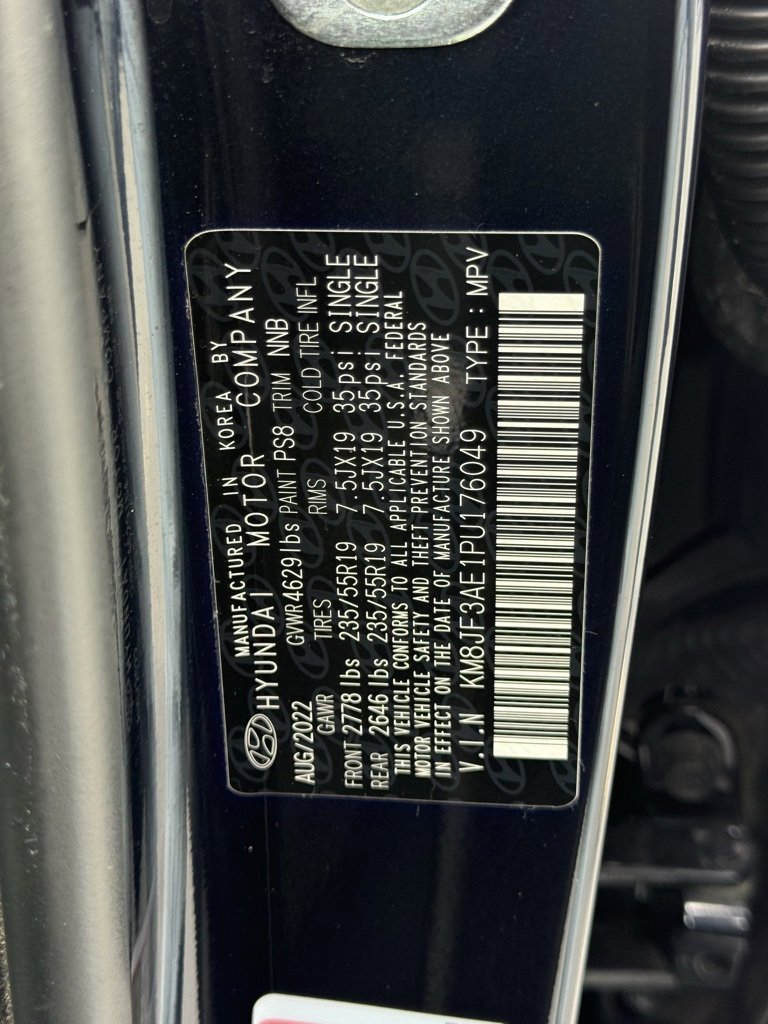 MANUFACTURED IN KOREA BY
HYUNDAI MOTOR COMPANY
AUG/2022 GVWR 4629 lbs PAINT PS8 TRIM NNB
GAWR TIRES RIMS COLD TIRE INFL
FRONT 2778 lbs 235/55R19 7.5JX19 35psi SINGLE
REAR 2646 lbs 235/55R19 7.5JX19 35psi SINGLE
THIS VEHICLE CONFORMS TO ALL APPLICABLE U.S.A. FEDERAL
MOTOR VEHICLE SAFETY AND THEFT PREVENTION STANDARDS
IN EFFECT ON THE DATE OF MANUFACTURE SHOWN ABOVE
V.I.N KM8JF3AE1PU176049 TYPE : MPV